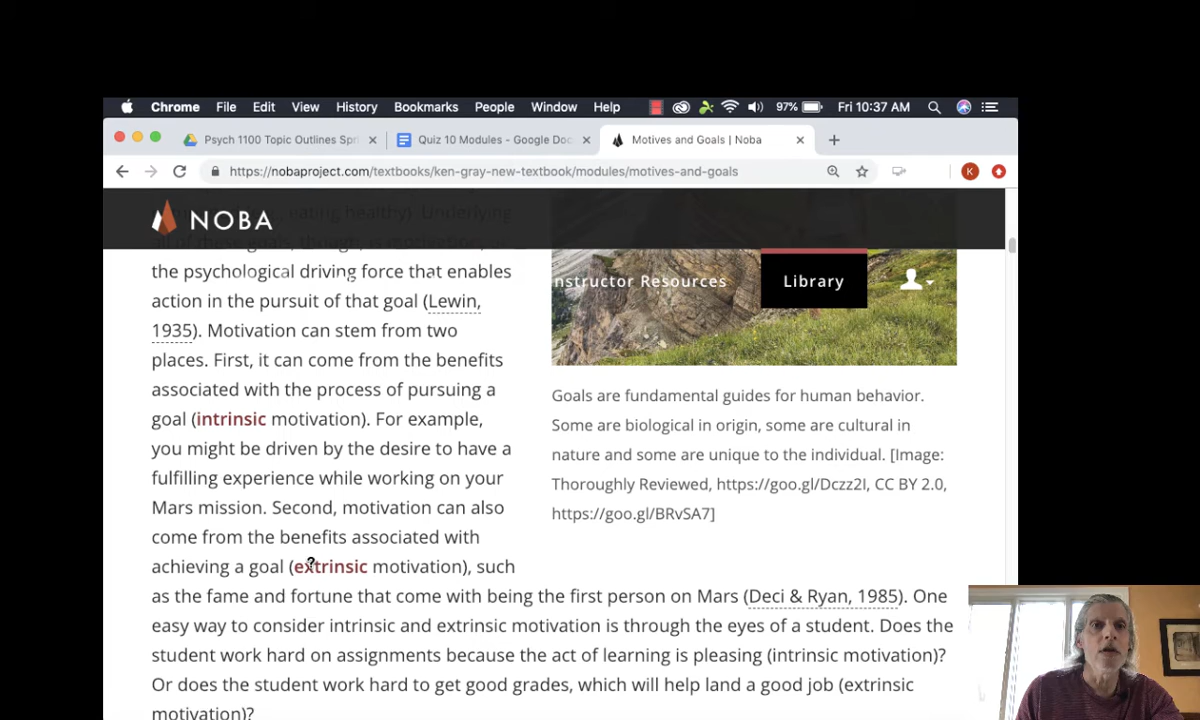 Chrome File Edit View History Bookmarks People Window Help 97% Fri 10:37 AM
Psych 1100 Topic Outlines Spr
Quiz 10 Modules - Google Doc
Motives and Goals | Noba
https://nobaproject.com/textbooks/ken-gray-new-textbook/modules/motives-and-goals
K
NOBA
nstructor Resources
Library
the psychological driving force that enables
action in the pursuit of that goal (Lewin,
1935). Motivation can stem from two
places. First, it can come from the benefits
associated with the process of pursuing a
goal (intrinsic motivation). For example,
you might be driven by the desire to have a
fulfilling experience while working on your
Mars mission. Second, motivation can also
come from the benefits associated with
achieving a goal (extrinsic motivation), such
as the fame and fortune that come with being the first person on Mars (Deci & Ryan, 1985). One
easy way to consider intrinsic and extrinsic motivation is through the eyes of a student. Does the
student work hard on assignments because the act of learning is pleasing (intrinsic motivation)?
Or does the student work hard to get good grades, which will help land a good job (extrinsic
motivation)?
Goals are fundamental guides for human behavior.
Some are biological in origin, some are cultural in
nature and some are unique to the individual. [Image:
Thoroughly Reviewed, https://goo.gl/Dczz2I, CC BY 2.0,
https://goo.gl/BRvSA7]